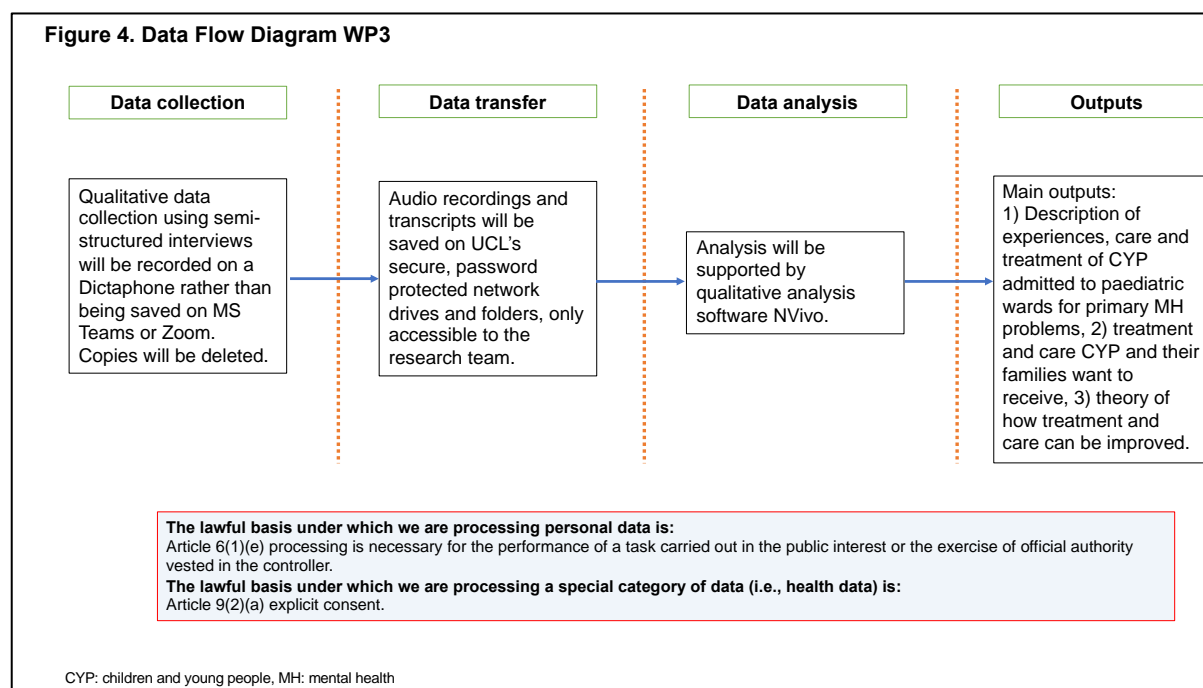 Figure 4. Data Flow Diagram WP3
Data collection
Data transfer
Data analysis
Outputs
Qualitative data
collection using semi-
structured interviews
will be recorded on a
Dictaphone rather than
being saved on MS
Teams or Zoom.
Copies will be deleted.
Audio recordings and
transcripts will be
saved on UCL's
secure, password
protected network
drives and folders, only
accessible to the
research team.
Analysis will be
supported by
qualitative analysis
software NVivo.
Main outputs:
1) Description of
experiences, care and
treatment of CYP
admitted to paediatric
wards for primary MH
problems, 2) treatment
and care CYP and their
families want to
receive, 3) theory of
how treatment and
care can be improved.
The lawful basis under which we are processing personal data is:
Article 6(1)(e) processing is necessary for the performance of a task carried out in the public interest or the exercise of official authority
vested in the controller.
The lawful basis under which we are processing a special category of data (i.e., health data) is:
Article 9(2)(a) explicit consent.
CYP: children and young people, MH: mental health